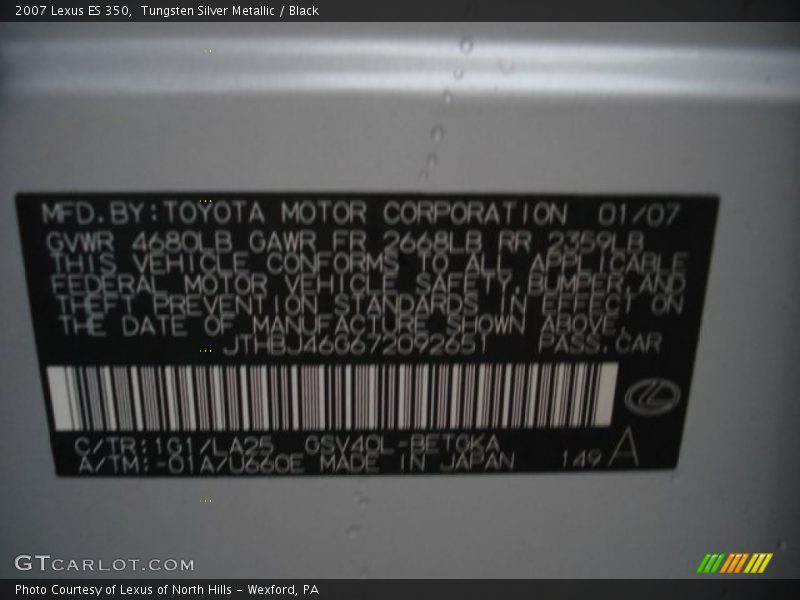 2007 Lexus ES 350,  Tungsten Silver Metallic / Black
MFD.BY:TOYOTA MOTOR CORPORATION 01/07
GVWR 4680LB GAWR FR 2668LB RR 2359LB
THIS VEHICLE CONFORMS TO ALL APPLICABLE
FEDERAL MOTOR VEHICLE SAFETY,BUMPER,AND
THEFT PREVENTION STANDARDS IN EFFECT ON
THE DATE OF MANUFACTURE SHOWN ABOVE.
JTHBJ46G672092651 PASS.CAR
C/TR:1G1/LA25 GSV40L-BETGKA
A/TM:-01A/U660E MADE IN JAPAN 149 A
GTCARLOT.COM
Photo Courtesy of Lexus of North Hills - Wexford, PA